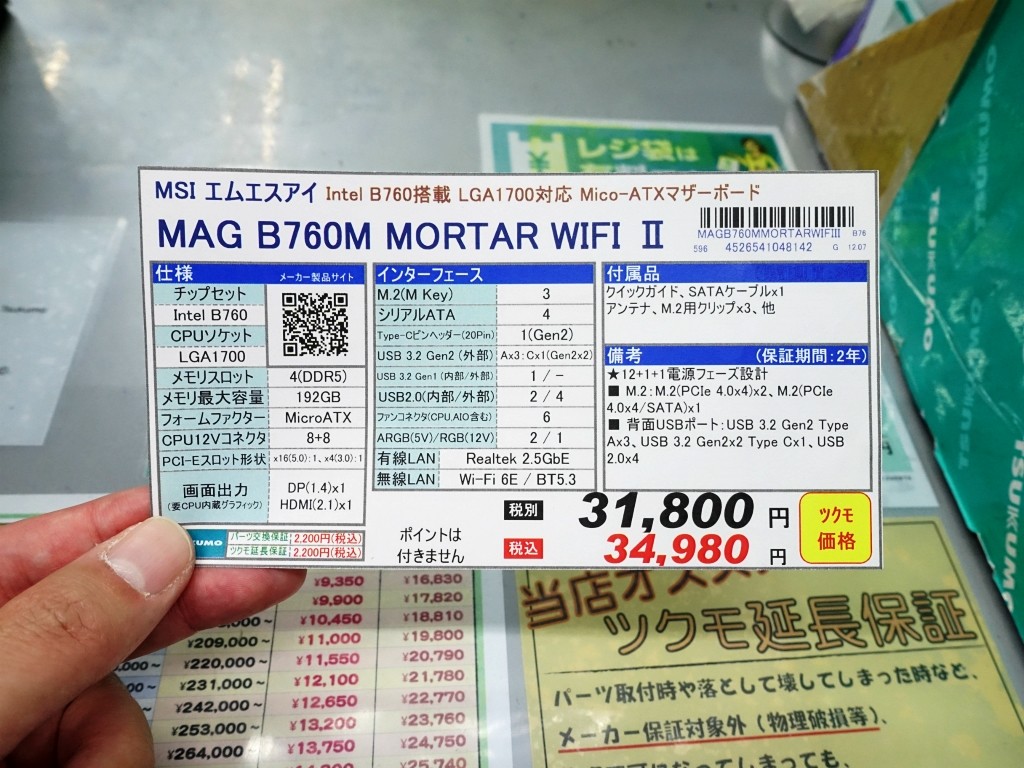 レジ袋は
TSUKUMO
MSI エムエスアイ Intel B760搭載 LGA1700対応 Mico-ATXマザーボード
MAG B760M MORTAR WIFI Ⅱ
MAGB760MMORTARWIFIII B76
596 4526541048142 G 12.07
仕様 メーカー製品サイト
チップセット
Intel B760
CPUソケット
LGA1700
メモリスロット 4(DDR5)
メモリ最大容量 192GB
フォームファクター MicroATX
CPU12Vコネクタ 8+8
PCI-Eスロット形状 x16(5.0):1、x4(3.0):1
画面出力
(要CPU内蔵グラフィック)
DP(1.4)x1
HDMI(2.1)x1
インターフェース
M.2(M Key) 3
シリアルATA 4
Type-Cピンヘッダー(20Pin) 1(Gen2)
USB 3.2 Gen2 (外部) Ax3:Cx1(Gen2x2)
USB 3.2 Gen1 (内部/外部) 1 / -
USB2.0(内部/外部) 2 / 4
ファンコネクタ(CPU,AIO含む) 6
ARGB(5V)/RGB(12V) 2 / 1
有線LAN Realtek 2.5GbE
無線LAN Wi-Fi 6E / BT5.3
付属品
クイックガイド、SATAケーブルx1
アンテナ、M.2用クリップx3、他
備考 (保証期間:2年)
★12+1+1電源フェーズ設計
■ M.2:M.2(PCIe 4.0x4)x2、M.2(PCIe
4.0x4/SATA)x1
■ 背面USBポート:USB 3.2 Gen2 Type
Ax3、USB 3.2 Gen2x2 Type Cx1、USB
2.0x4
UMO
パーツ交換保証 2,200円(税込)
ツクモ延長保証 2,200円(税込)
ポイントは
付きません
税別 31,800 円
税込 34,980 円
ツクモ
価格
¥9,350 ¥16,830
¥9,900 ¥17,820
¥10,450 ¥18,810
¥209,000~ ¥11,000 ¥19,800
¥220,000~ ¥11,550 ¥20,790
¥231,000~ ¥12,100 ¥21,780
¥242,000~ ¥12,650 ¥22,770
¥253,000~ ¥13,200 ¥23,760
¥264,000~ ¥13,750 ¥24,750
¥25,740
当店オススメ
ツクモ延長保証
パーツ取付時や落として壊してしまった時など、
メーカー保証対象外(物理破損等)、
になってしまっても、